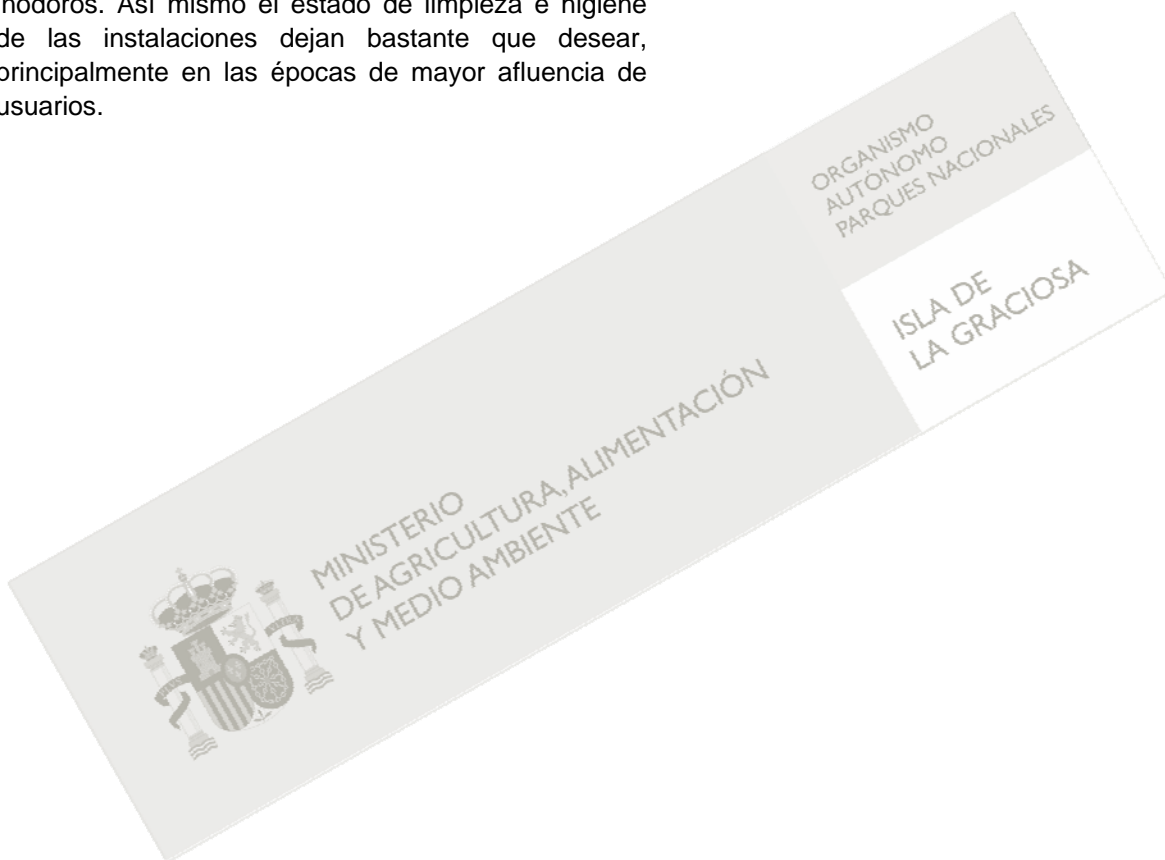 inodoros. Así mismo el estado de limpieza e higiene
de las instalaciones dejan bastante que desear,
principalmente en las épocas de mayor afluencia de
usuarios.
ORGANISMO
AUTÓNOMO
PARQUES NACIONALES
ISLA DE
LA GRACIOSA
MINISTERIO
DE AGRICULTURA, ALIMENTACIÓN
Y MEDIO AMBIENTE